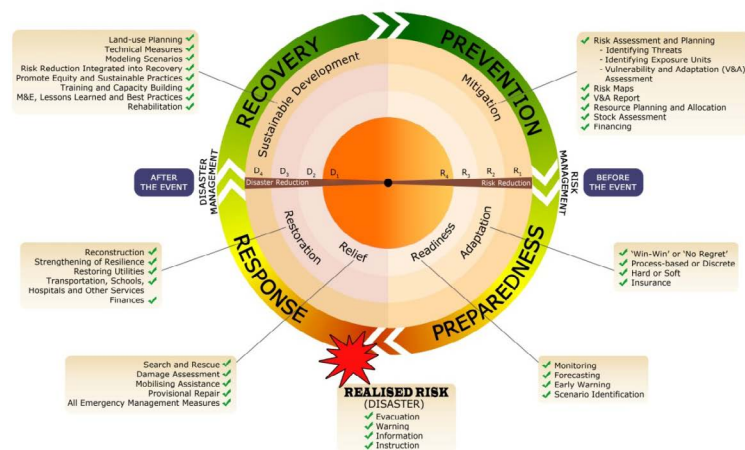 Land-use Planning
Technical Measures
Modeling Scenarios
Risk Reduction Integrated into Recovery
Promote Equity and Sustainable Practices
Training and Capacity Building
M&E, Lessons Learned and Best Practices
Rehabilitation
RECOVERY
PREVENTION
Risk Assessment and Planning
- Identifying Threats
- Identifying Exposure Units
- Vulnerability and Adaptation (V&A)
Assessment
Risk Maps
V&A Report
Resource Planning and Allocation
Stock Assessment
Financing
Sustainable Development
Mitigation
AFTER
THE EVENT
DISASTER
MANAGEMENT
D4 D3 D2 D1
R4 R3 R2 R1
Disaster Reduction
Risk Reduction
RISK
MANAGEMENT
BEFORE
THE EVENT
Restoration
Relief
Readiness
Adaptation
RESPONSE
PREPAREDNESS
Reconstruction
Strengthening of Resilience
Restoring Utilities
Transportation, Schools,
Hospitals and Other Services
Finances
'Win-Win' or 'No Regret'
Process-based or Discrete
Hard or Soft
Insurance
Search and Rescue
Damage Assessment
Mobilising Assistance
Provisional Repair
All Emergency Management Measures
REALISED RISK
(DISASTER)
Evacuation
Warning
Information
Instruction
Monitoring
Forecasting
Early Warning
Scenario Identification